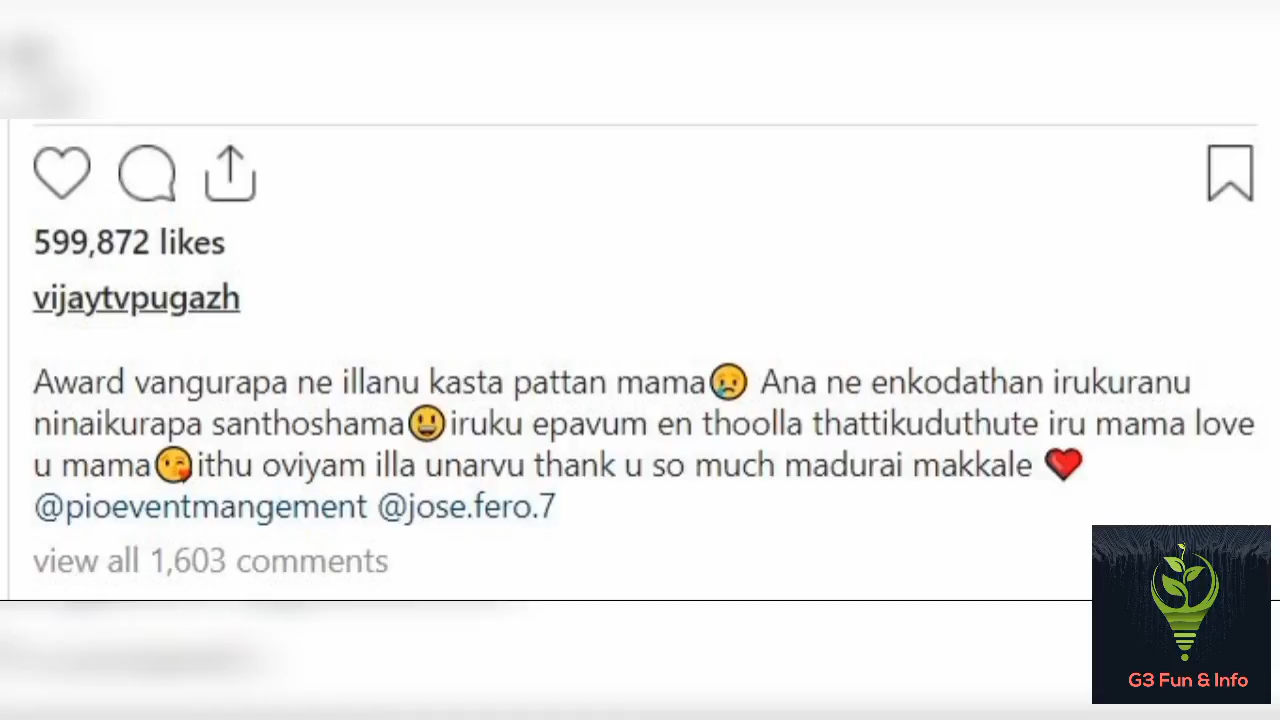 599,872 likes
vijaytvpugazh
Award vangurapa ne illanu kasta pattan mama😢 Ana ne enkodathan irukuranu
ninaikurapa santhoshama😃iruku epavum en thoolla thattikuduthute iru mama love
u mama😘ithu oviyam illa unarvu thank u so much madurai makkale ❤️
@pioeventmangement @jose.fero.7
view all 1,603 comments
G3 Fun & Info